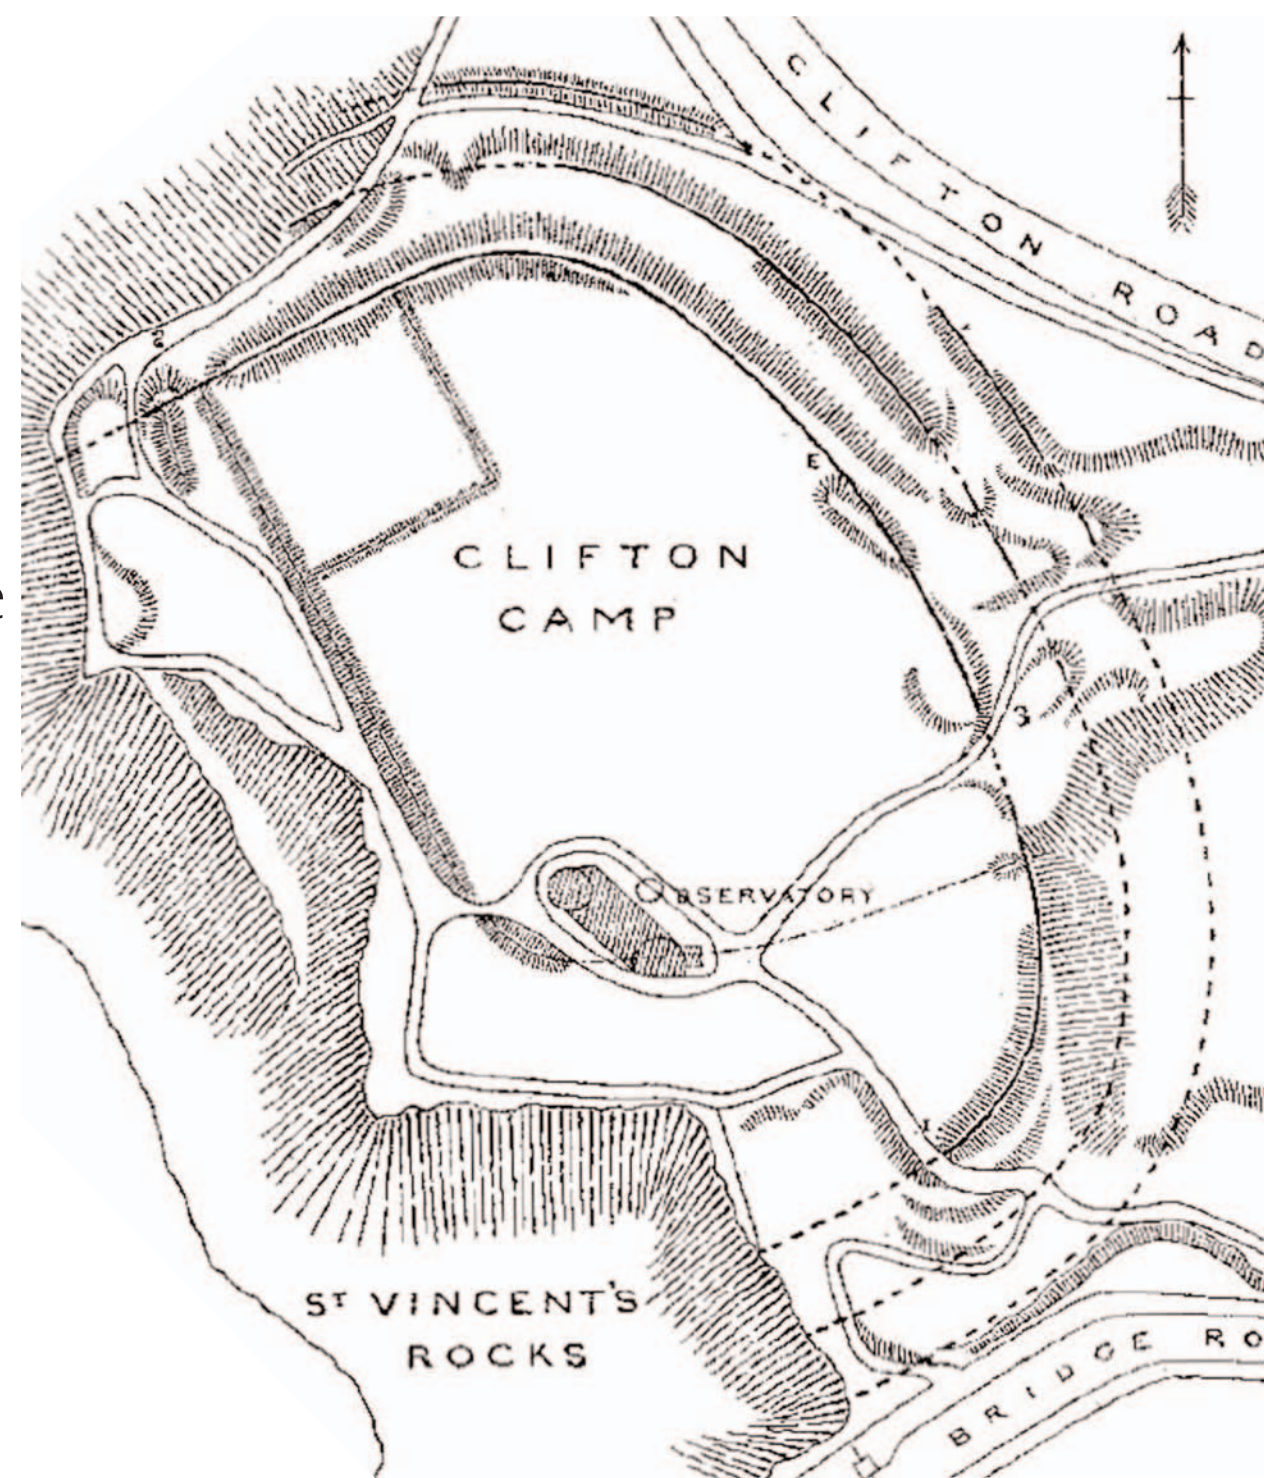 CLIFTON ROAD
E
CLIFTON
CAMP
OBSERVATORY
ST VINCENT'S
ROCKS
BRIDGE RO